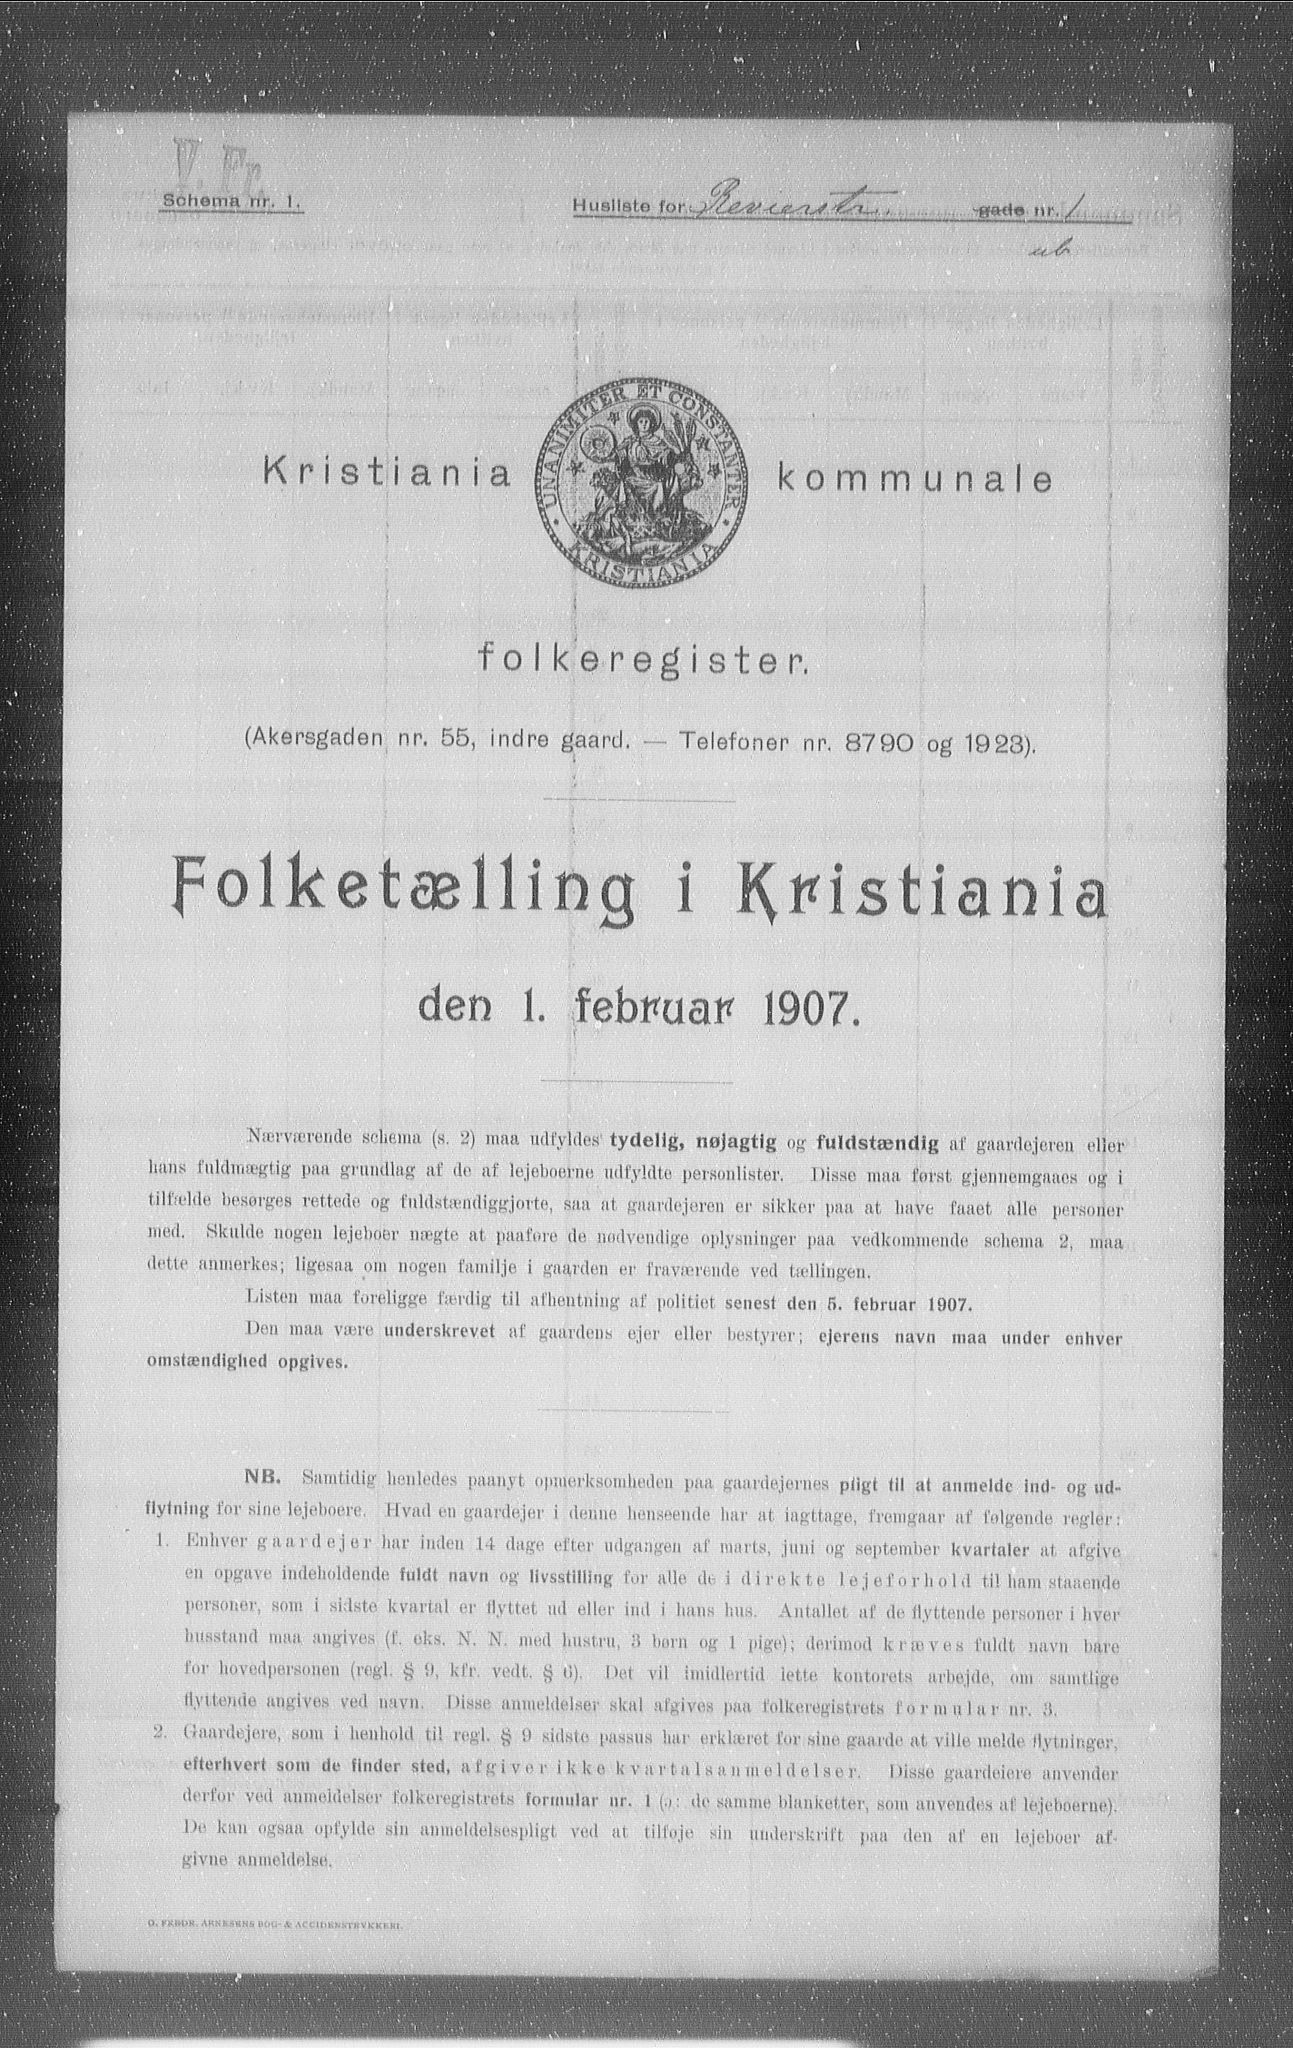 V. Fr.
Schema nr. 1.
Husliste for Revierstr. gade nr. 1
ub
UNANIMITER ET CONSTANTER
KRISTIANIA
Kristiania kommunale
folkeregister.
(Akersgaden nr. 55, indre gaard. — Telefoner nr. 8790 og 1923).
Folketælling i Kristiania
den 1. februar 1907.
Nærværende schema (s. 2) maa udfyldes tydelig, nøjagtig og fuldstændig af gaardejeren eller
hans fuldmægtig paa grundlag af de af lejeboerne udfyldte personlister. Disse maa først gjennemgaaes og i
tilfælde besørges rettede og fuldstændiggjorte, saa at gaardejeren er sikker paa at have faaet alle personer
med. Skulde nogen lejeboer nægte at paaføre de nødvendige oplysninger paa vedkommende schema 2, maa
dette anmerkes; ligesaa om nogen familje i gaarden er fraværende ved tællingen.
Listen maa foreligge færdig til afhentning af politiet senest den 5. februar 1907.
Den maa være underskrevet af gaardens ejer eller bestyrer; ejerens navn maa under enhver
omstændighed opgives.
NB. Samtidig henledes paanyt opmerksomheden paa gaardejernes pligt til at anmelde ind- og ud-
flytning for sine lejeboere. Hvad en gaardejer i denne henseende har at iagttage, fremgaar af følgende regler:
1. Enhver gaardejer har inden 14 dage efter udgangen af marts, juni og september kvartaler at afgive
en opgave indeholdende fuldt navn og livsstilling for alle de i direkte lejeforhold til ham staaende
personer, som i sidste kvartal er flyttet ud eller ind i hans hus. Antallet af de flyttende personer i hver
husstand maa angives (f. eks. N. N. med hustru, 3 børn og 1 pige); derimod kræves fuldt navn bare
for hovedpersonen (regl. § 9, kfr. vedt. § 6). Det vil imidlertid lette kontorets arbejde, om samtlige
flyttende angives ved navn. Disse anmeldelser skal afgives paa folkeregistrets formular nr. 3.
2. Gaardejere, som i henhold til regl. § 9 sidste passus har erklæret for sine gaarde at ville melde flytninger,
efterhvert som de finder sted, afgiver ikke kvartalsanmeldelser. Disse gaardeiere anvender
derfor ved anmeldelser folkeregistrets formular nr. 1 (ɔ: de samme blanketter, som anvendes af lejeboerne).
De kan ogsaa opfylde sin anmeldelsespligt ved at tilføje sin underskrift paa den af en lejeboer af-
givne anmeldelse.
O. FREDR. ARNESENS BOG- & ACCIDENSTRYKKERI.